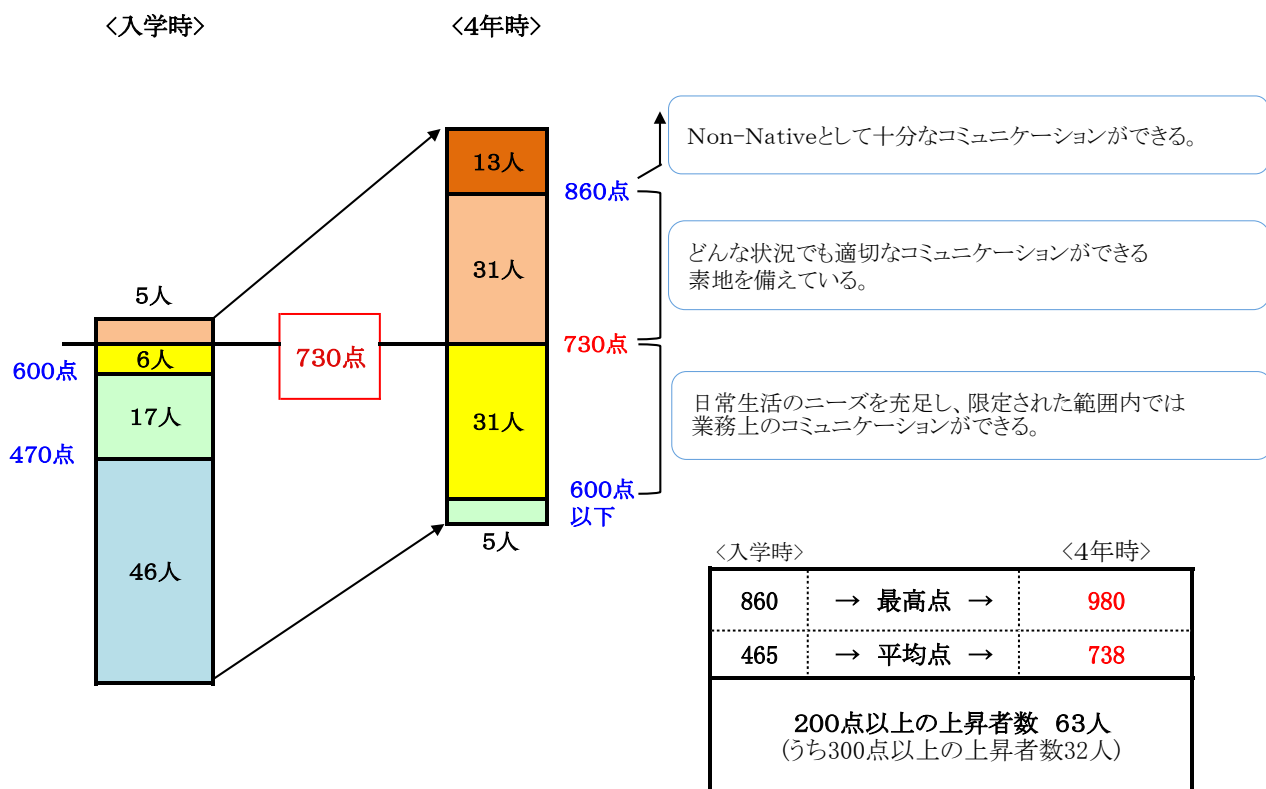 <入学時>
<4年時>
5人
6人
600点
17人
470点
46人
730点
13人
860点
31人
730点
31人
600点
以下
5人
Non-Nativeとして十分なコミュニケーションができる。
どんな状況でも適切なコミュニケーションができる
素地を備えている。
日常生活のニーズを充足し、限定された範囲内では
業務上のコミュニケーションができる。
<入学時> <4年時>
860 → 最高点 → 980
465 → 平均点 → 738
200点以上の上昇者数 63人
(うち300点以上の上昇者数32人)